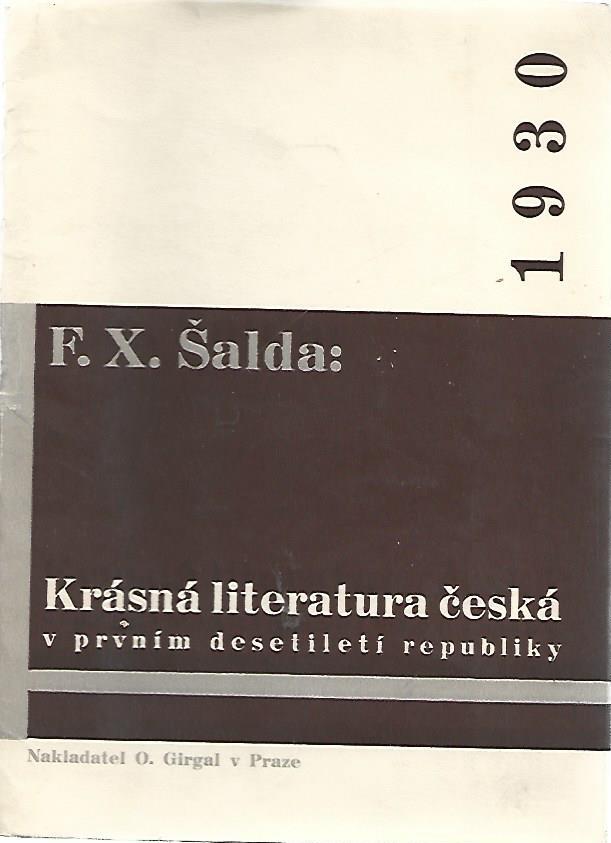 1930
F. X. Šalda:
Krásná literatura česká
v prvním desetiletí republiky
Nakladatel O. Girgal v Praze